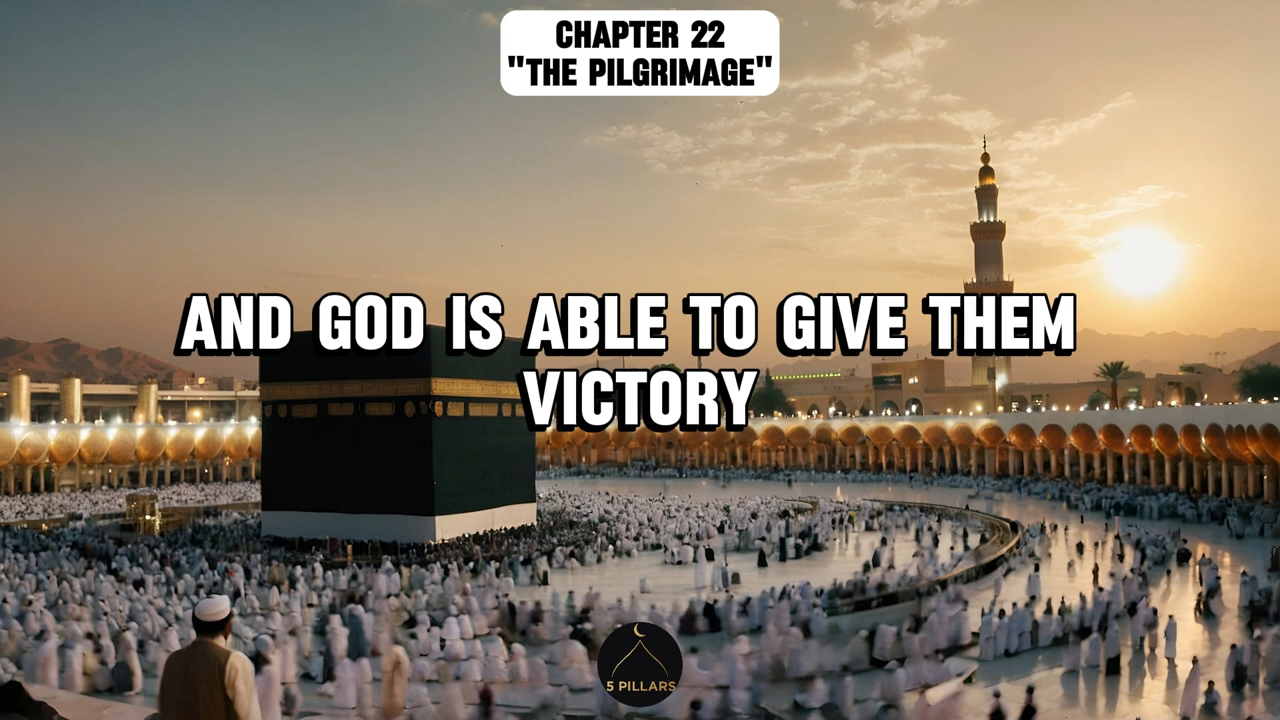 CHAPTER 22
"THE PILGRIMAGE"
AND GOD IS ABLE TO GIVE THEM
VICTORY
5 PILLARS